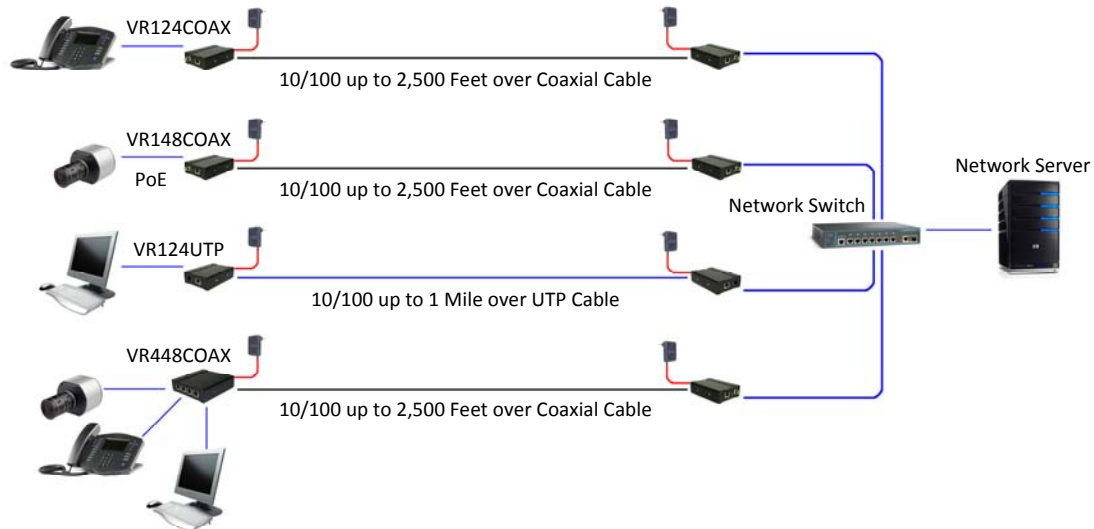 VR124COAX
10/100 up to 2,500 Feet over Coaxial Cable
VR148COAX
PoE
10/100 up to 2,500 Feet over Coaxial Cable
Network Server
Network Switch
VR124UTP
10/100 up to 1 Mile over UTP Cable
VR448COAX
10/100 up to 2,500 Feet over Coaxial Cable